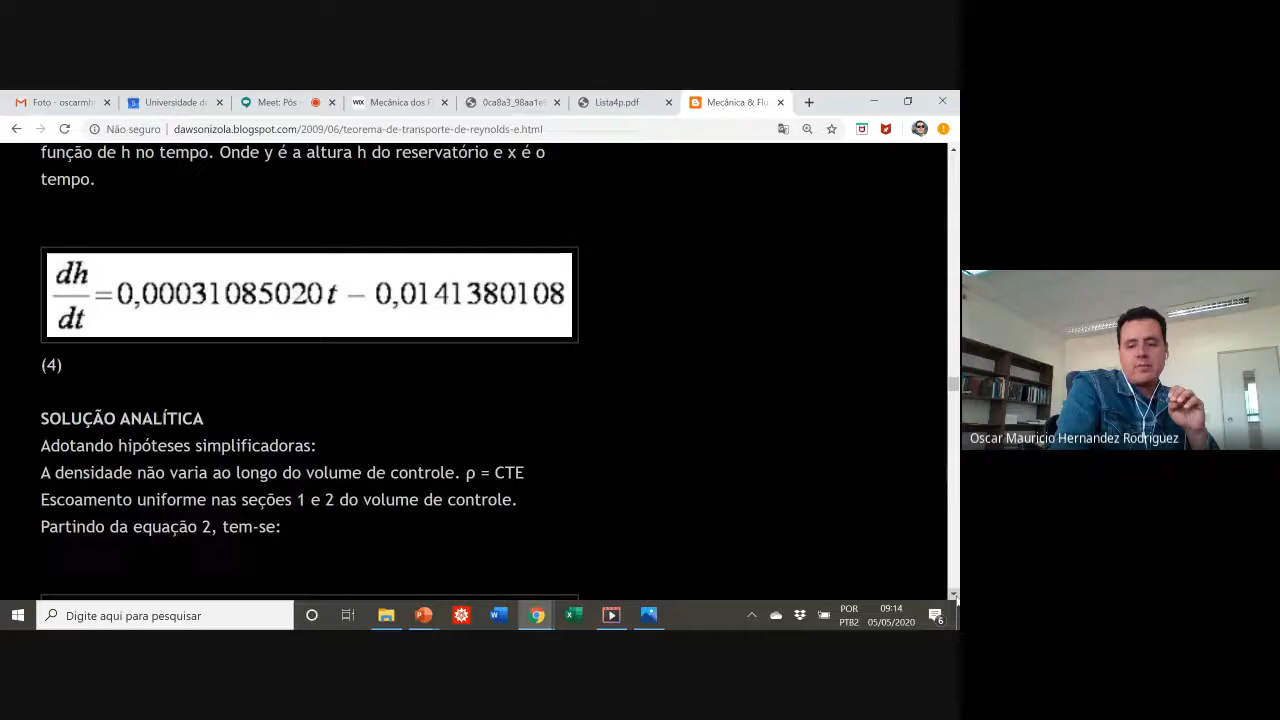 Foto - oscarmh
Universidade de
Meet: Pós -
WIX Mecânica dos F
0ca8a3_98aa1e
Lista4p.pdf
Mecânica & Flu
Não seguro | dawsonizola.blogspot.com/2009/06/teorema-de-transporte-de-reynolds-e.html
função de h no tempo. Onde y é a altura h do reservatório e x é o
tempo.
dh/dt = 0,00031085020 t − 0,0141380108
(4)
SOLUÇÃO ANALÍTICA
Adotando hipóteses simplificadoras:
A densidade não varia ao longo do volume de controle. ρ = CTE
Escoamento uniforme nas seções 1 e 2 do volume de controle.
Partindo da equação 2, tem-se:
Oscar Mauricio Hernandez Rodriguez
Digite aqui para pesquisar
POR
PTB2
09:14
05/05/2020
6